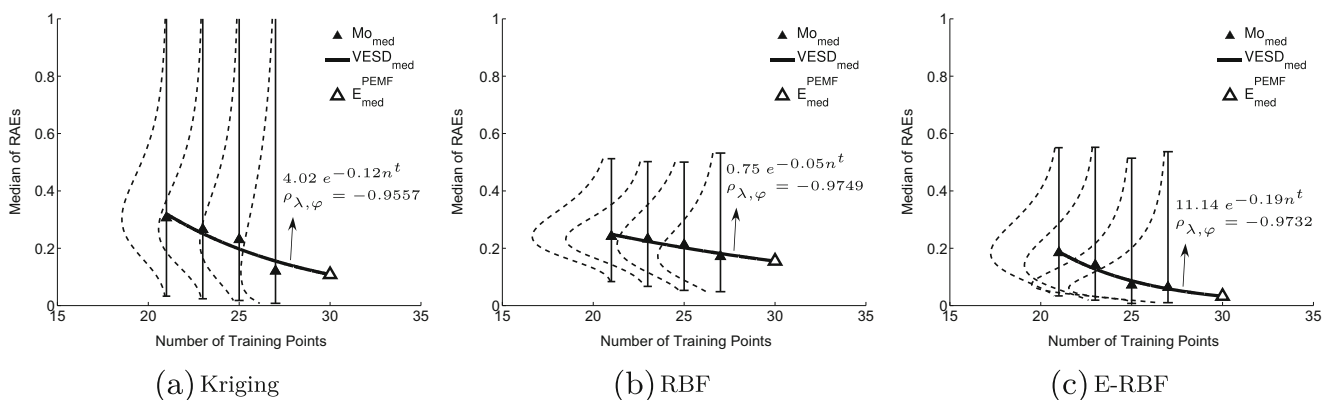 1
0.8
0.6
0.4
0.2
0
15
20
25
30
35
Median of RAEs
Number of Training Points
Mo_med
VESD_med
E_med^PEMF
4.02 e^{-0.12n^t}
ρ_{λ,φ} = -0.9557
(a) Kriging
1
0.8
0.6
0.4
0.2
0
15
20
25
30
35
Median of RAEs
Number of Training Points
Mo_med
VESD_med
E_med^PEMF
0.75 e^{-0.05n^t}
ρ_{λ,φ} = -0.9749
(b) RBF
1
0.8
0.6
0.4
0.2
0
15
20
25
30
35
Median of RAEs
Number of Training Points
Mo_med
VESD_med
E_med^PEMF
11.14 e^{-0.19n^t}
ρ_{λ,φ} = -0.9732
(c) E-RBF